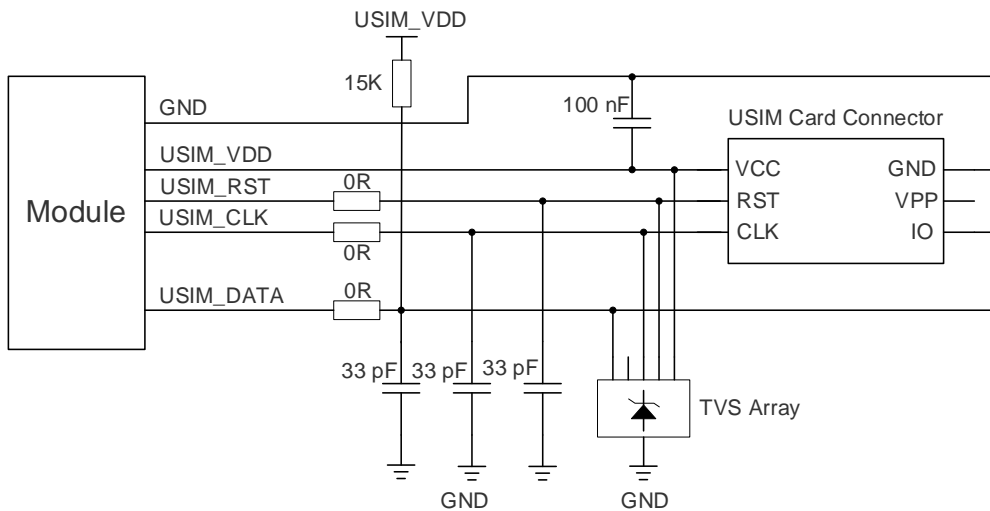 USIM_VDD
15K
GND
100 nF
USIM Card Connector
USIM_VDD
VCC
GND
Module
USIM_RST
0R
RST
VPP
USIM_CLK
0R
CLK
IO
USIM_DATA
0R
33 pF
33 pF
33 pF
TVS Array
GND
GND